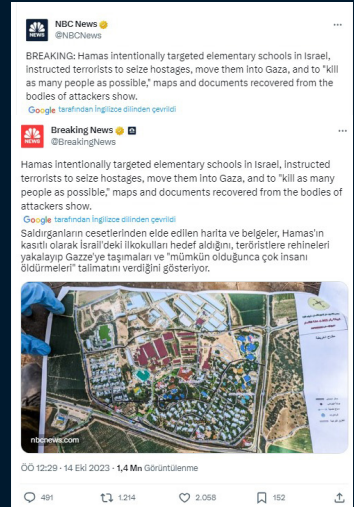 NBC News
@NBCNews
BREAKING: Hamas intentionally targeted elementary schools in Israel,
instructed terrorists to seize hostages, move them into Gaza, and to "kill
as many people as possible," maps and documents recovered from the
bodies of attackers show.
Google tarafından İngilizce dilinden çevrildi
Breaking News
@BreakingNews
Hamas intentionally targeted elementary schools in Israel, instructed
terrorists to seize hostages, move them into Gaza, and to "kill as many
people as possible," maps and documents recovered from the bodies of
attackers show.
Google tarafından İngilizce dilinden çevrildi
Saldırganların cesetlerinden elde edilen harita ve belgeler, Hamas'ın
kasıtlı olarak İsrail'deki ilkokulları hedef aldığını, teröristlere rehineleri
yakalayıp Gazze'ye taşımaları ve "mümkün olduğunca çok insanı
öldürmeleri" talimatını verdiğini gösteriyor.
nbcnews.com
ÖÖ 12:29 · 14 Eki 2023 · 1,4 Mn Görüntülenme
491 1.214 2.058 152